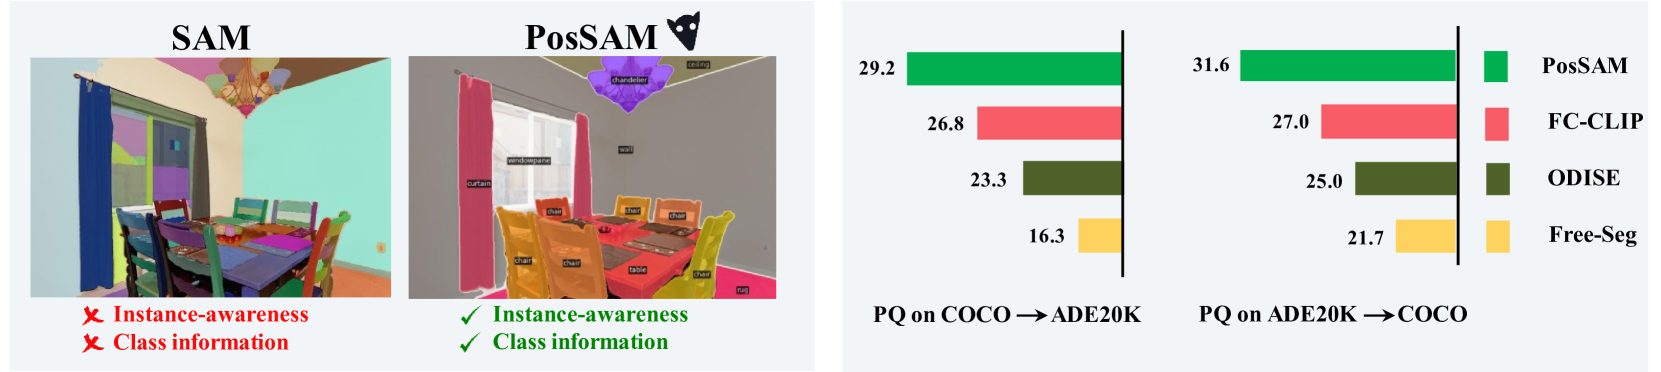 SAM
PosSAM
ceiling
chandelier
wall
windowpane
curtain
chair
chair
chair
chair
chair
table
chair
rug
Instance-awareness
Class information
Instance-awareness
Class information
29.2
26.8
23.3
16.3
PQ on COCO → ADE20K
31.6
27.0
25.0
21.7
PQ on ADE20K → COCO
PosSAM
FC-CLIP
ODISE
Free-Seg